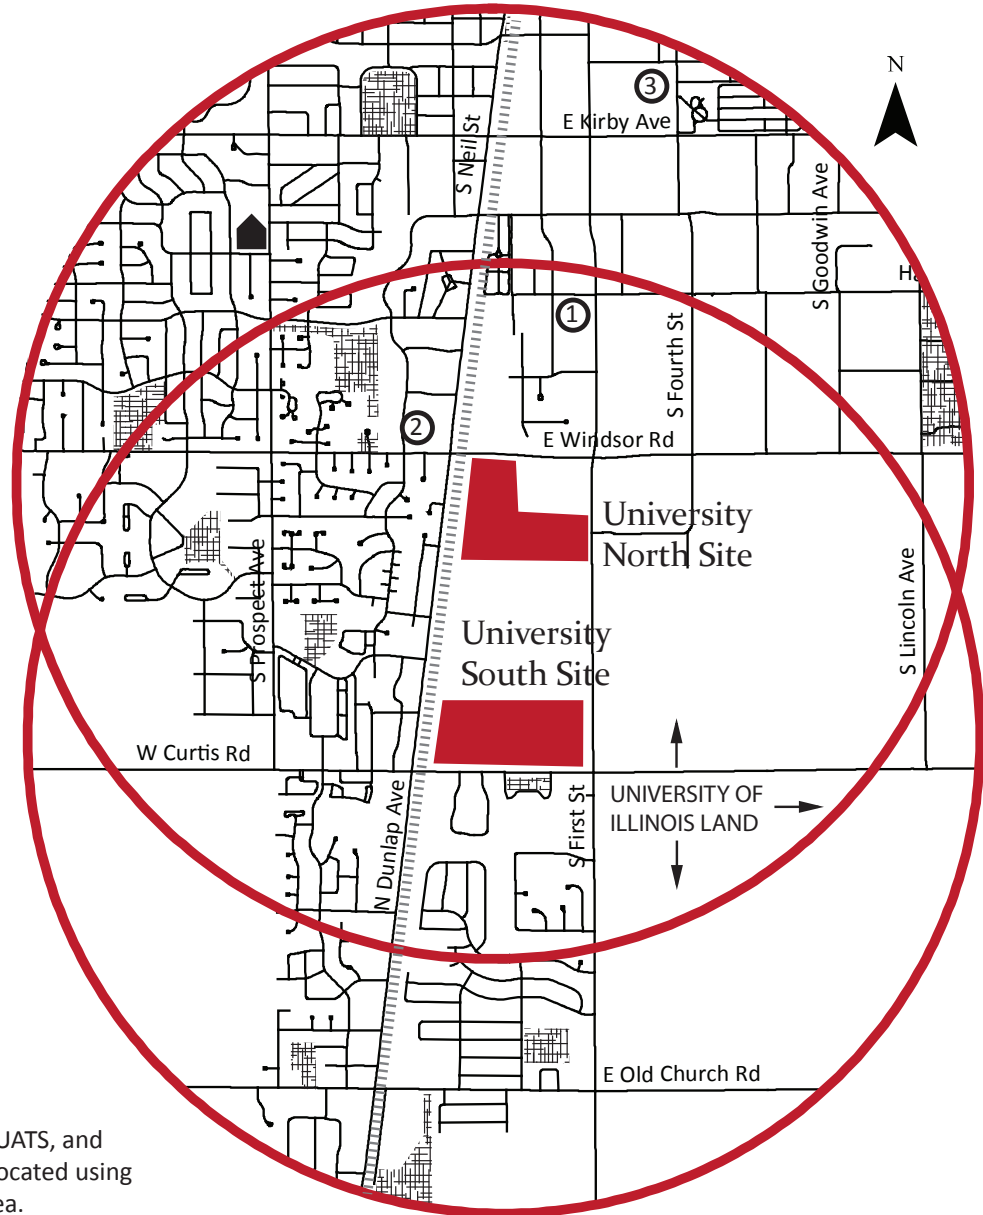 N
3
E Kirby Ave
S Neil St
S Goodwin Ave
1
S Fourth St
2
E Windsor Rd
University
North Site
S Prospect Ave
University
South Site
S Lincoln Ave
W Curtis Rd
N Dunlap Ave
S First St
UNIVERSITY OF
ILLINOIS LAND
E Old Church Rd
UATS, and
ocated using
ea.